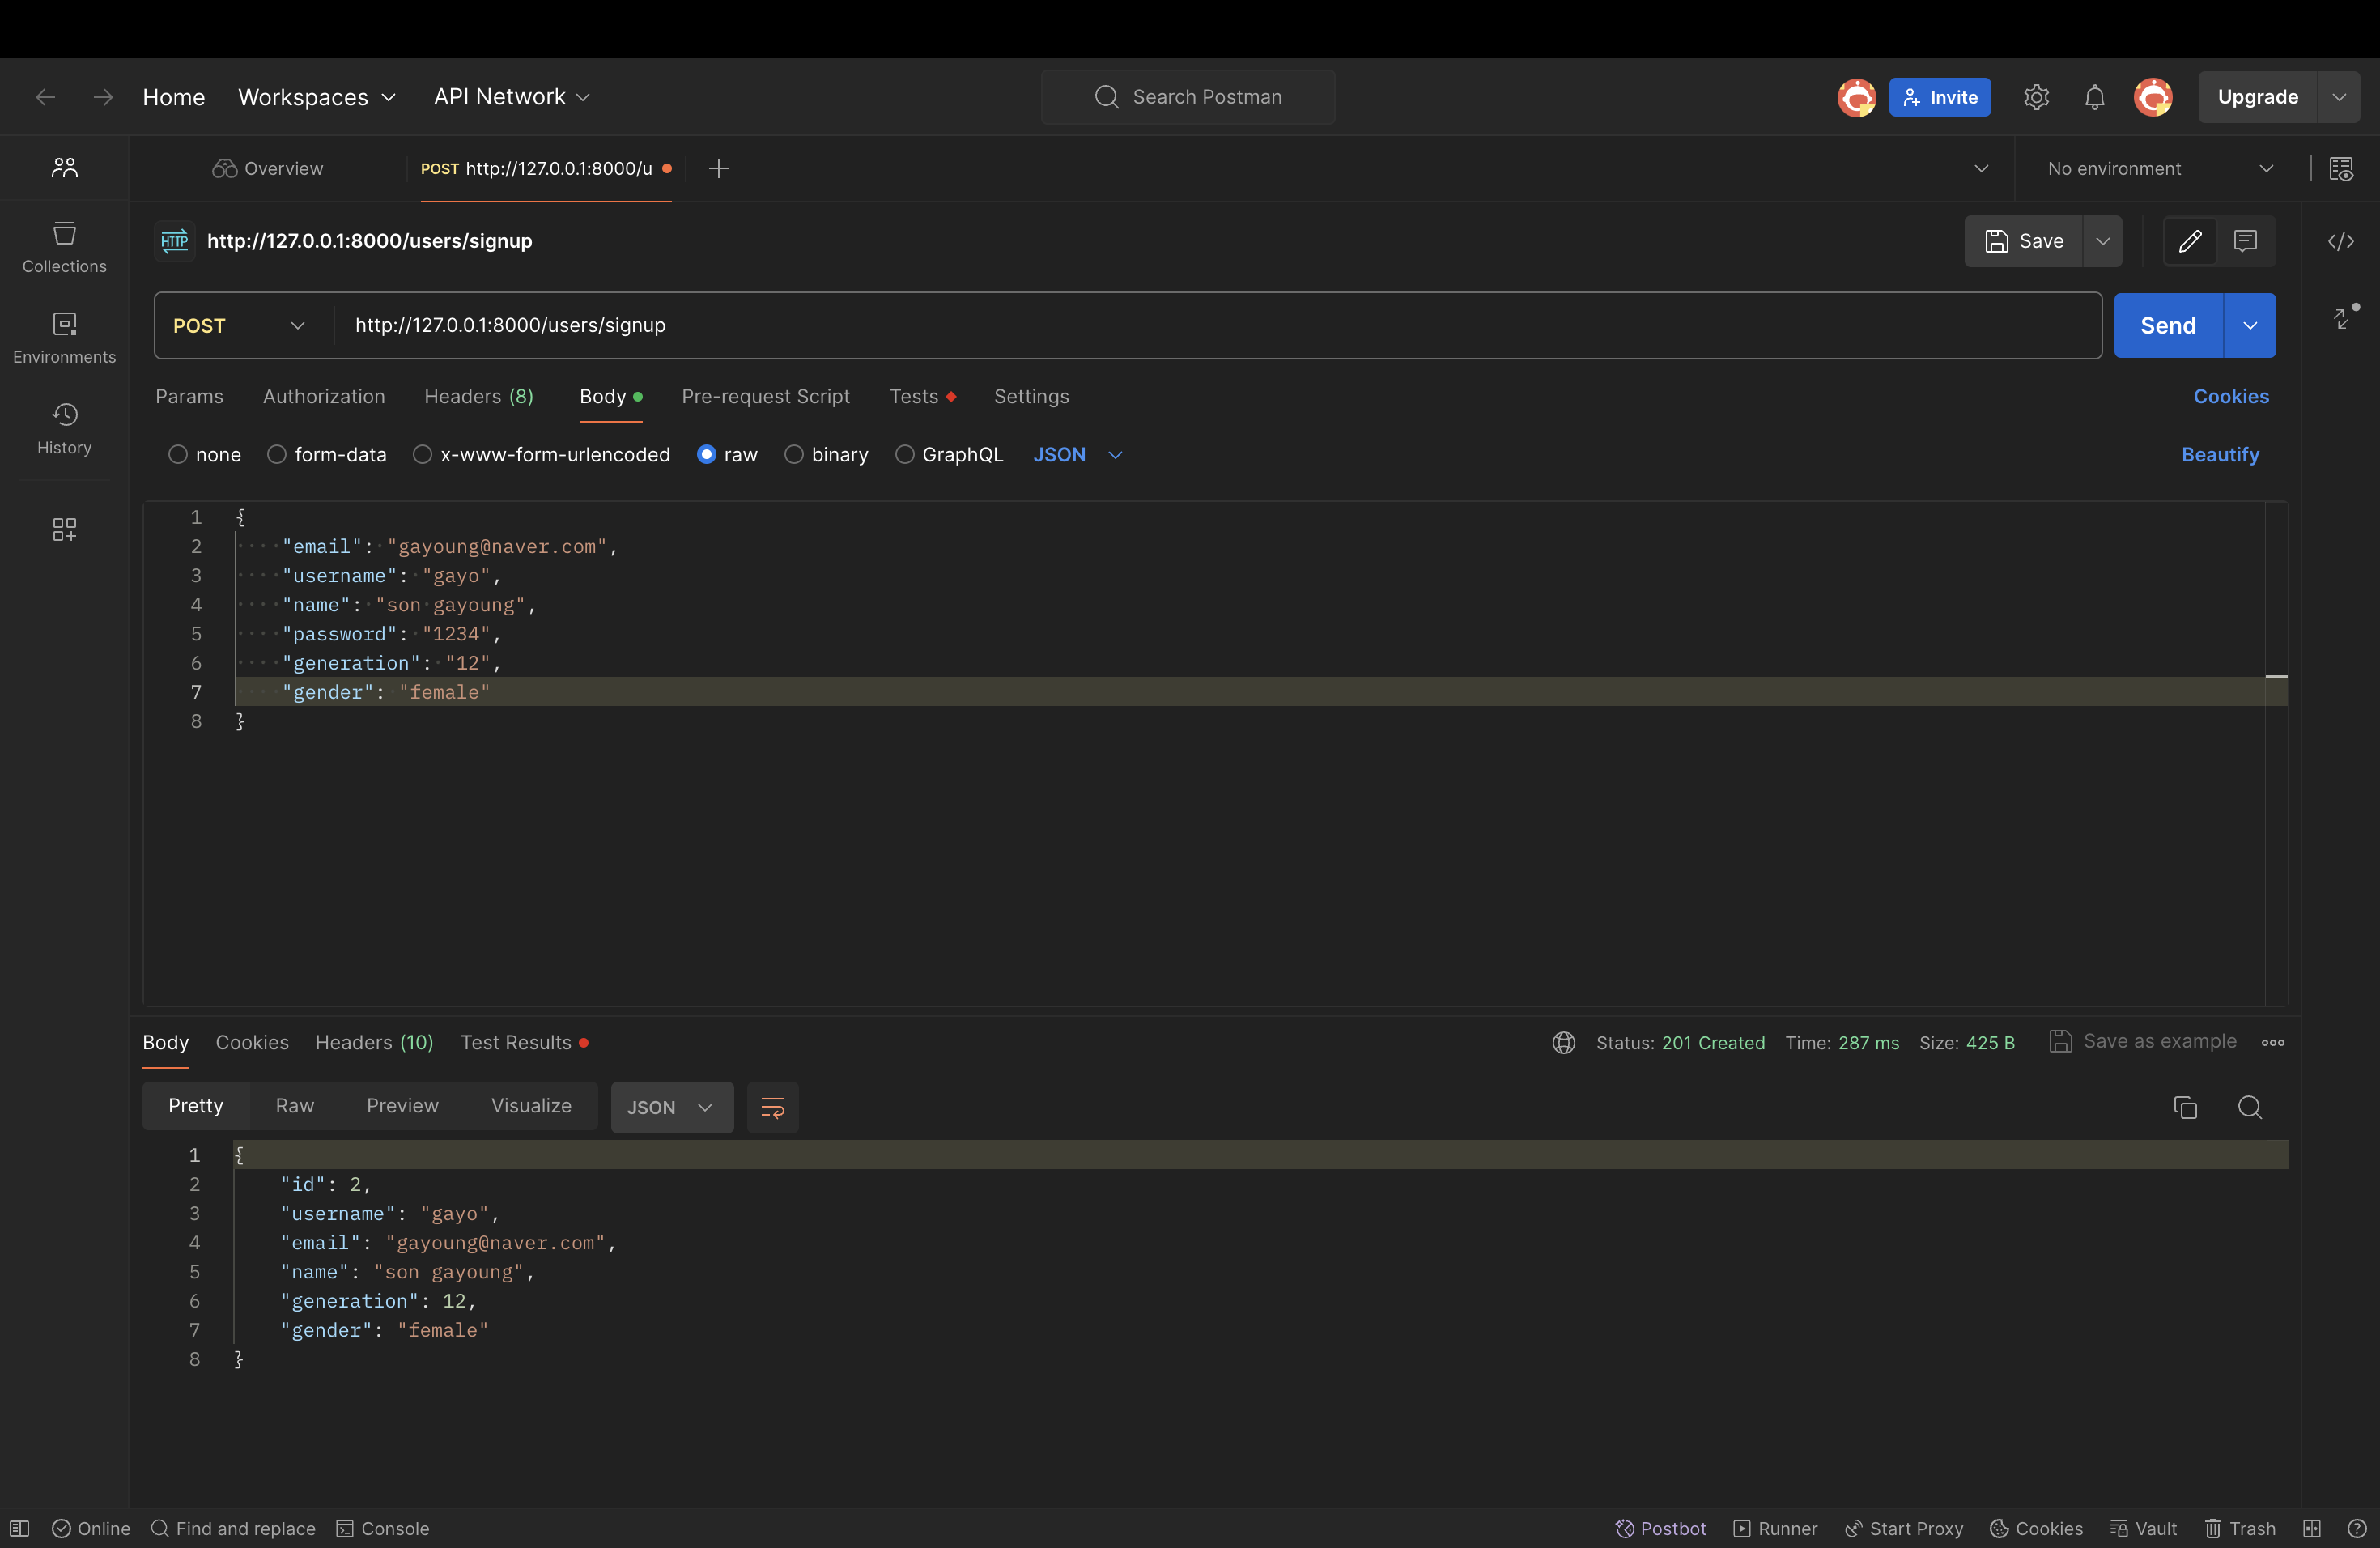 Home Workspaces API Network Search Postman Invite Upgrade
Overview POST http://127.0.0.1:8000/u No environment
HTTP http://127.0.0.1:8000/users/signup Save
Collections
Environments
History
POST http://127.0.0.1:8000/users/signup Send
Params Authorization Headers (8) Body Pre-request Script Tests Settings Cookies
none form-data x-www-form-urlencoded raw binary GraphQL JSON Beautify
1 {
2 "email": "gayoung@naver.com",
3 "username": "gayo",
4 "name": "son gayoung",
5 "password": "1234",
6 "generation": "12",
7 "gender": "female"
8 }
Body Cookies Headers (10) Test Results Status: 201 Created Time: 287 ms Size: 425 B Save as example
Pretty Raw Preview Visualize JSON
1 {
2 "id": 2,
3 "username": "gayo",
4 "email": "gayoung@naver.com",
5 "name": "son gayoung",
6 "generation": 12,
7 "gender": "female"
8 }
Online Find and replace Console Postbot Runner Start Proxy Cookies Vault Trash